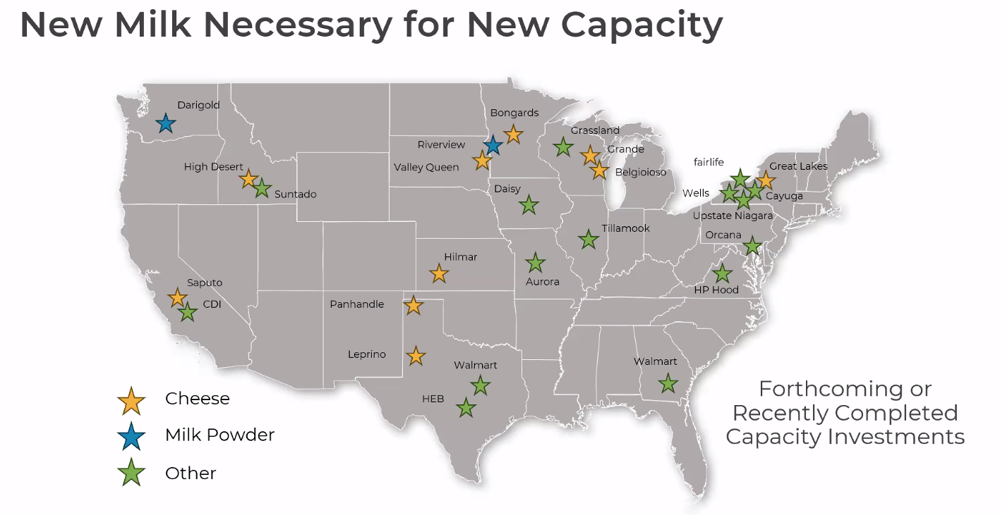 New Milk Necessary for New Capacity
Darigold
Bongards
Grassland
Riverview
Grande
Valley Queen
Belgioioso
High Desert
Suntado
fairlife
Great Lakes
Wells
Cayuga
Daisy
Upstate Niagara
Tillamook
Orcana
Hilmar
Aurora
HP Hood
Saputo
CDI
Panhandle
Leprino
Walmart
Walmart
HEB
Cheese
Milk Powder
Other
Forthcoming or
Recently Completed
Capacity Investments